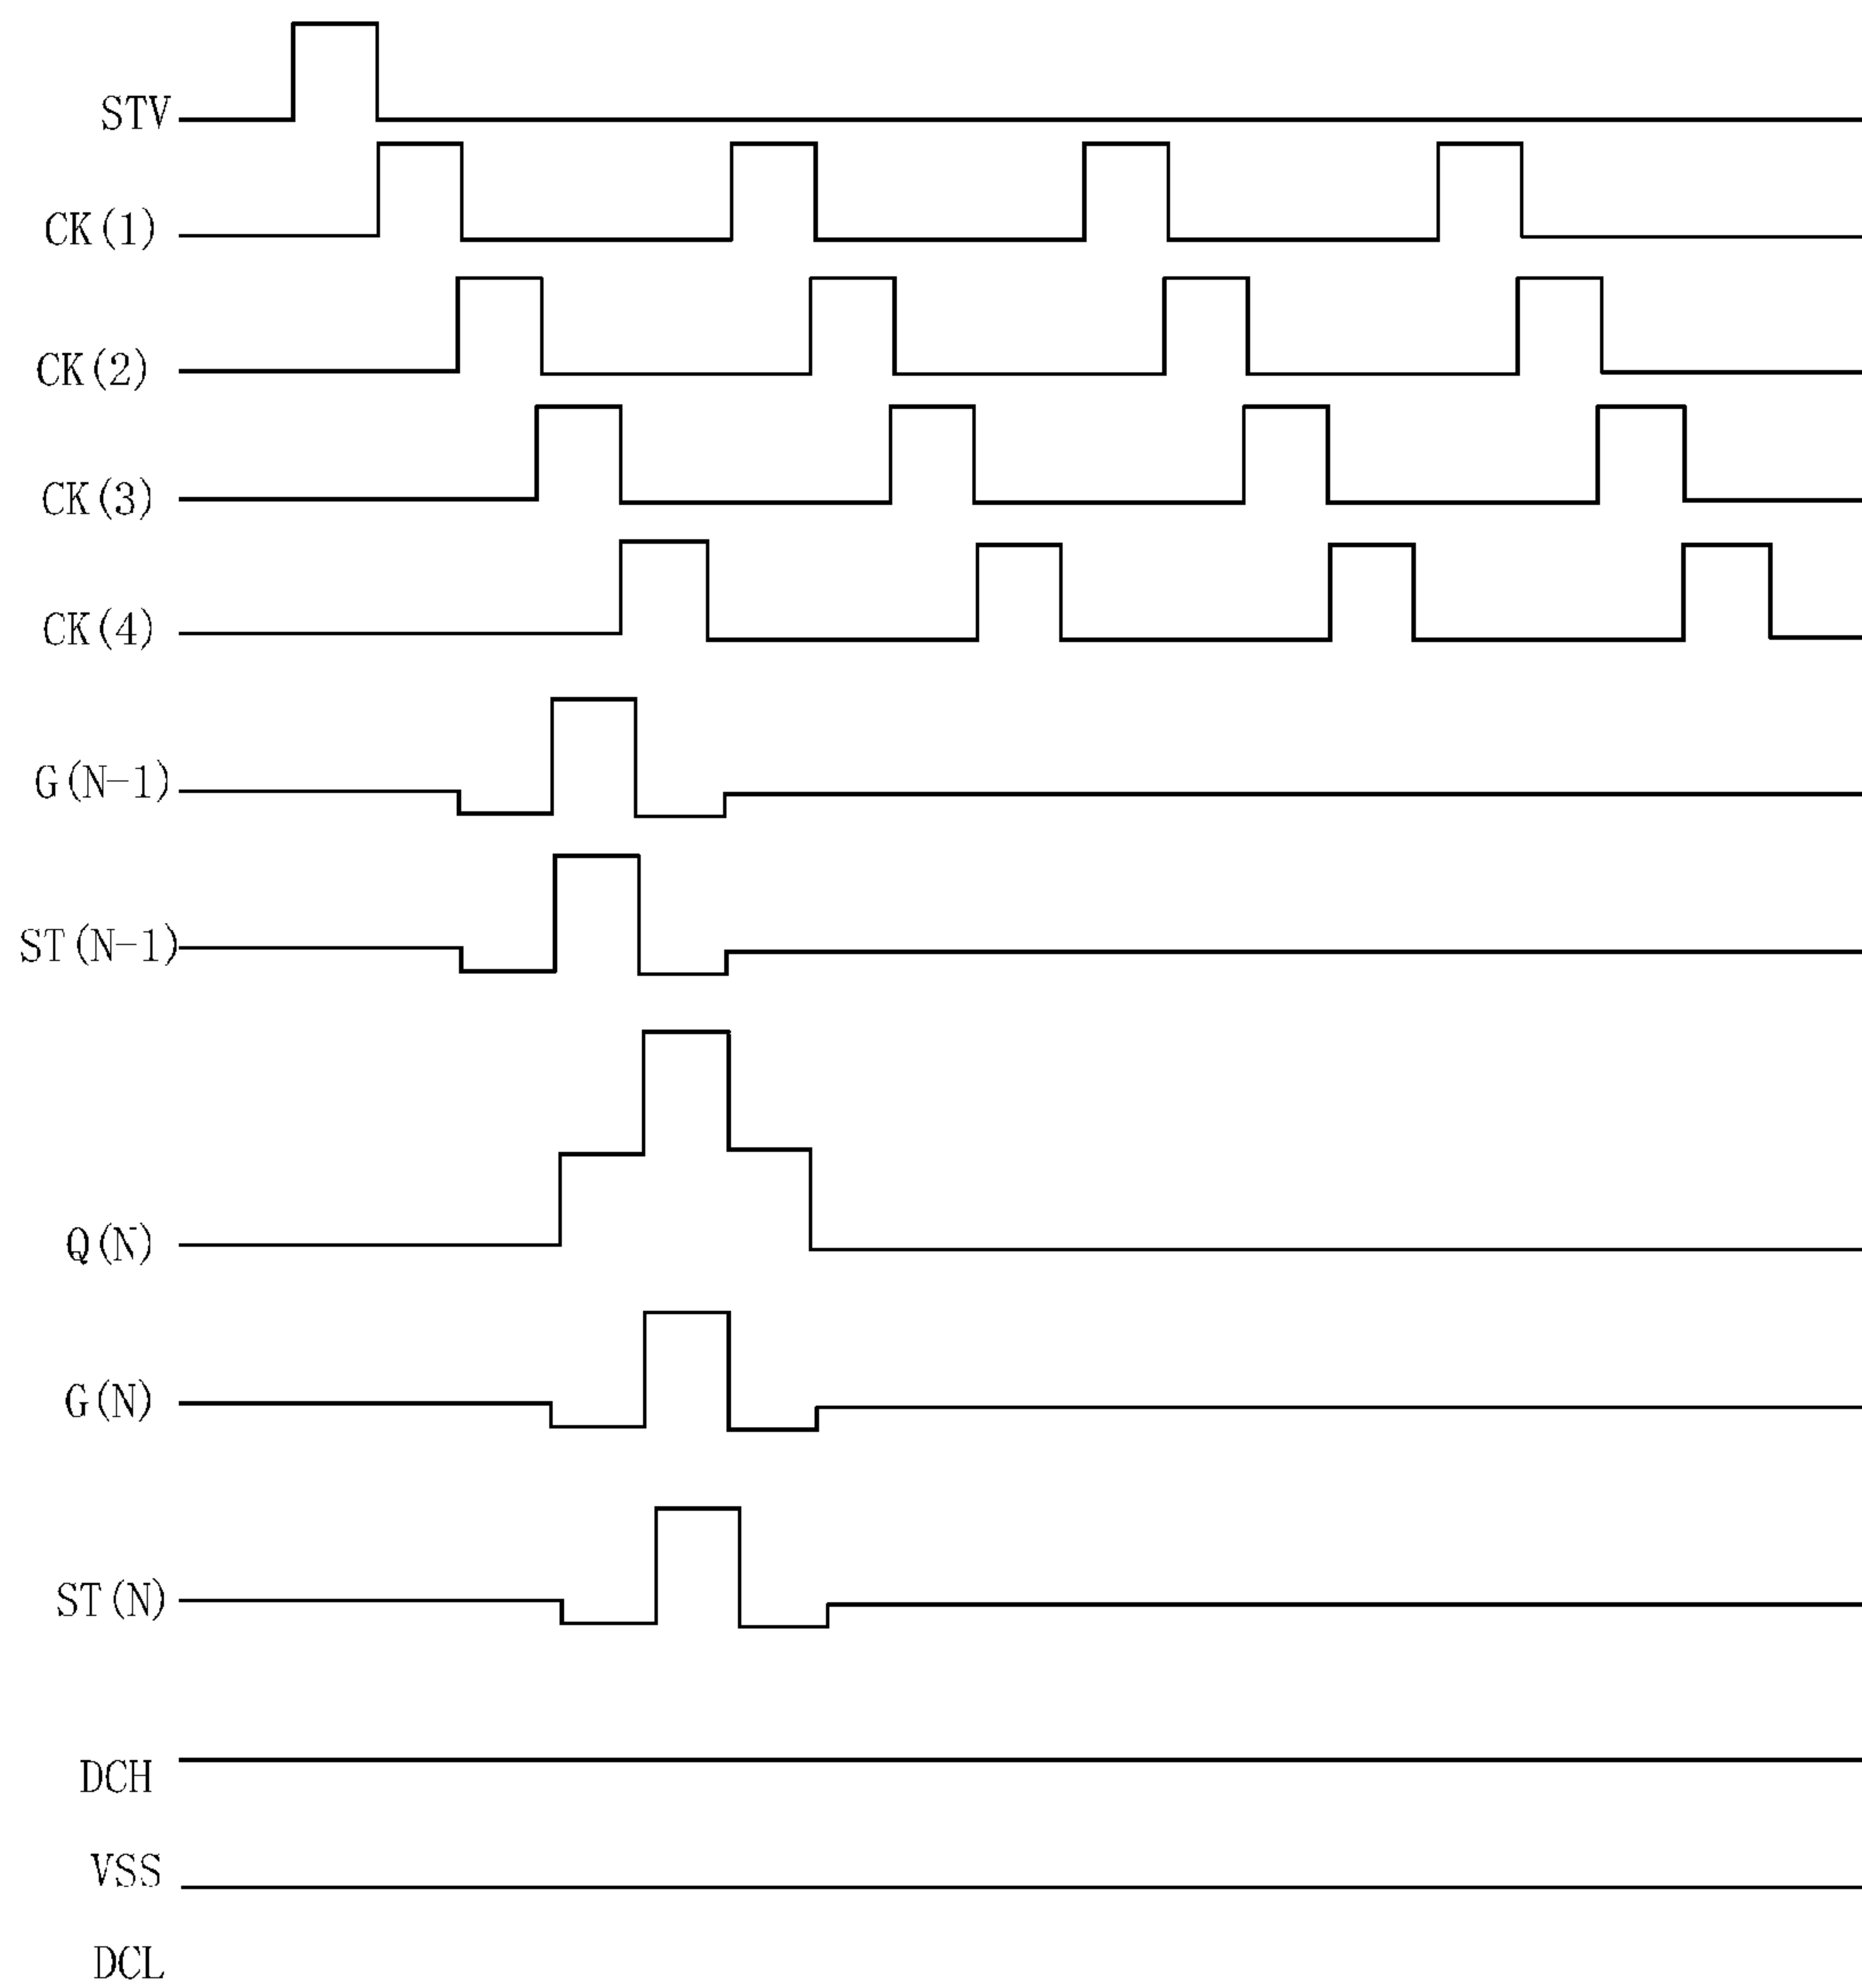 STV
CK(1)
CK(2)
CK(3)
CK(4)
G(N-1)
ST(N-1)
Q(N)
G(N)
ST(N)
DCH
VSS
DCL